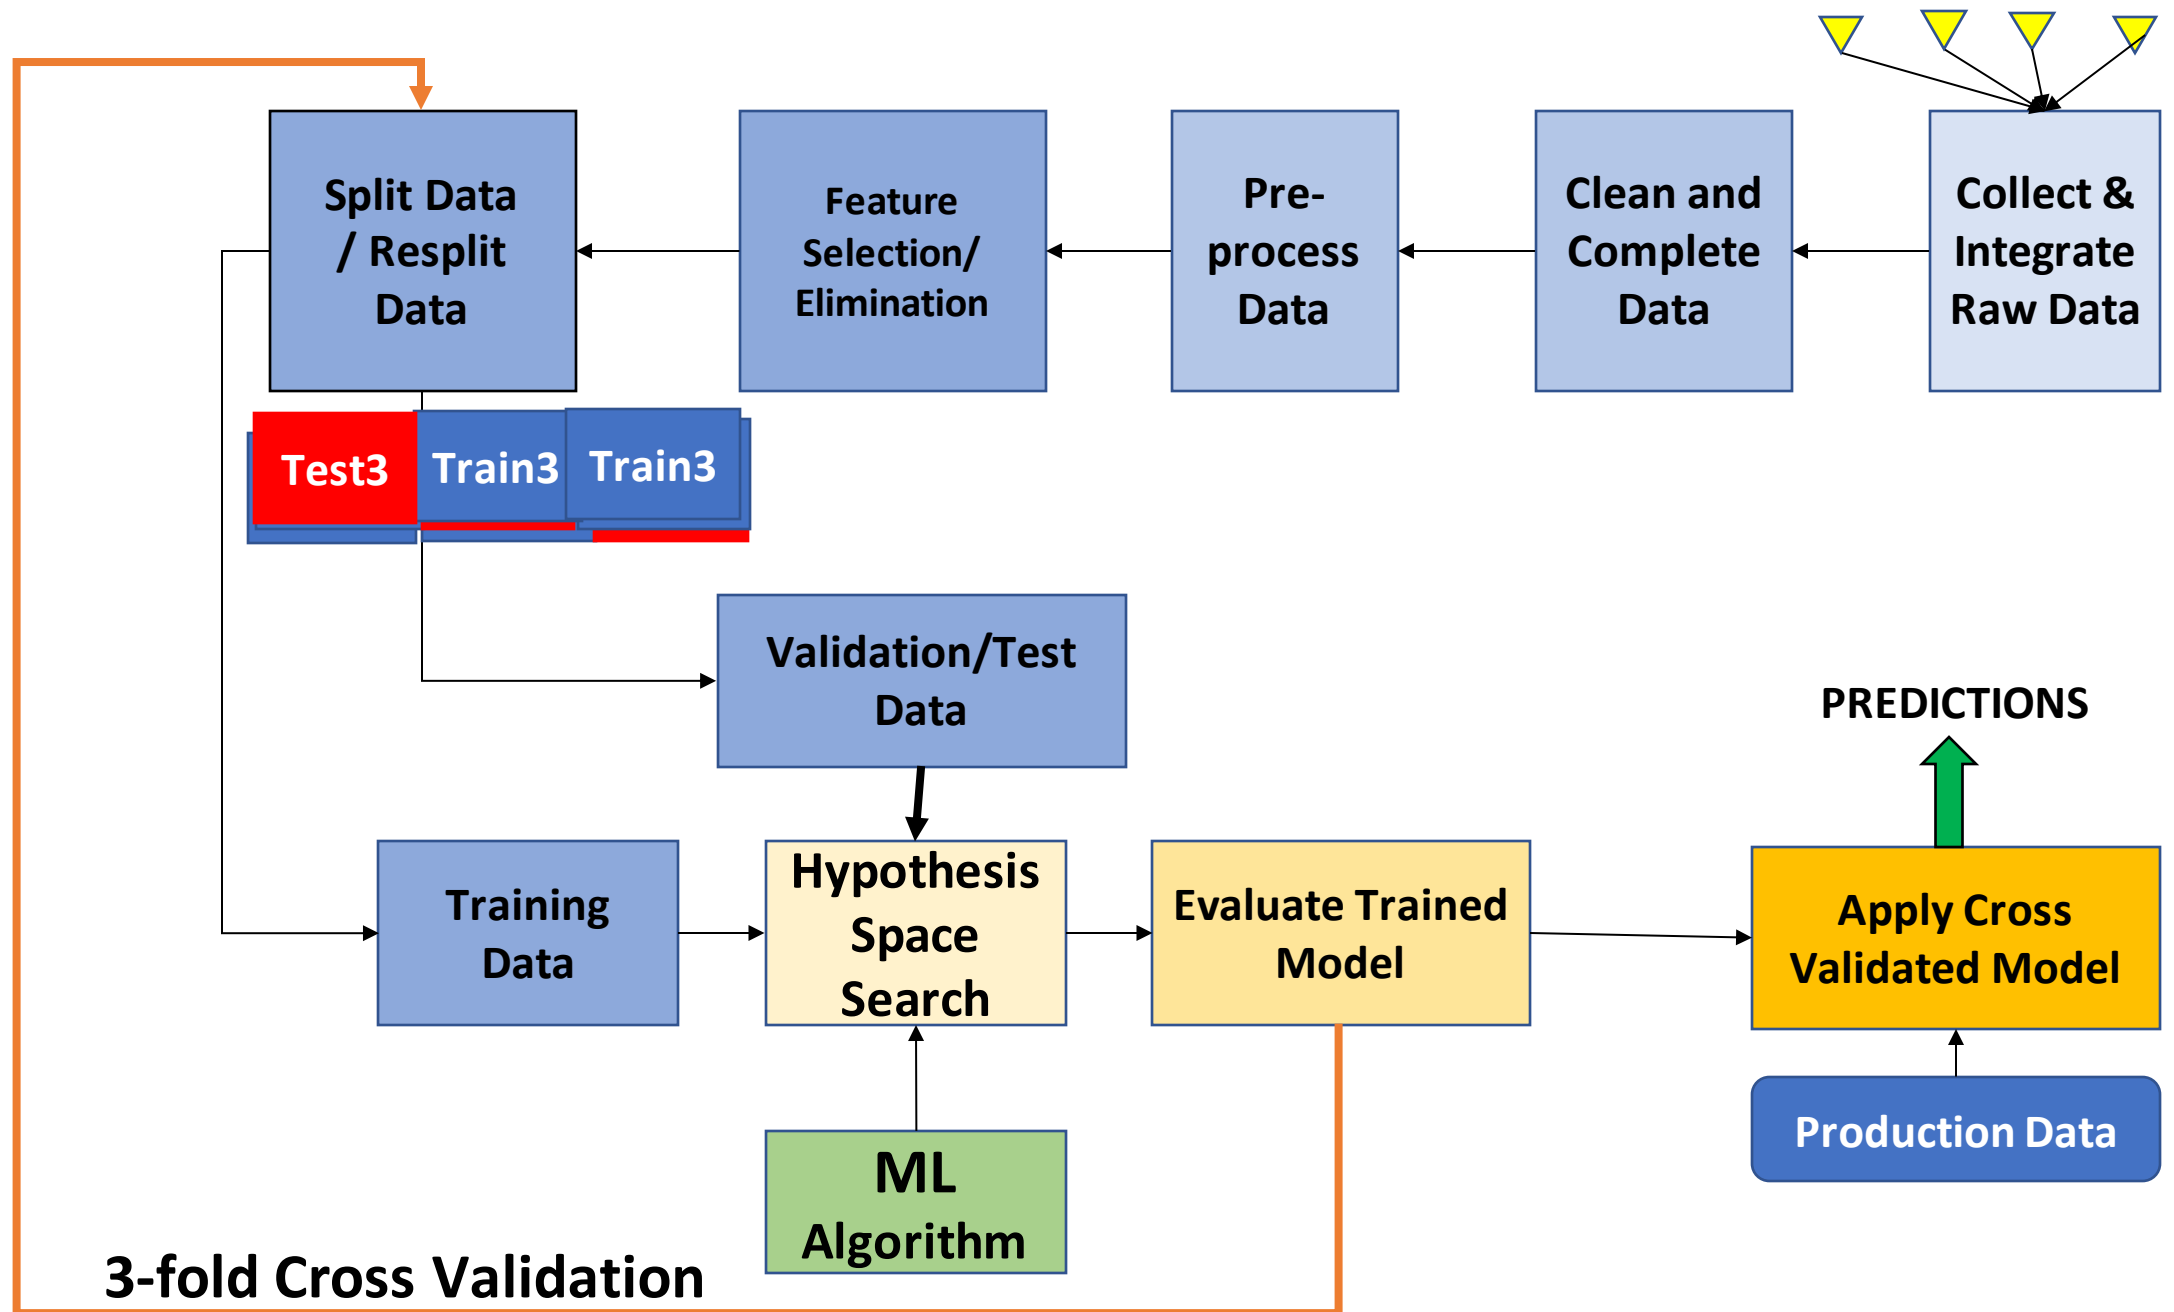 Split Data
/ Resplit
Data
Feature
Selection/
Elimination
Pre-
process
Data
Clean and
Complete
Data
Collect &
Integrate
Raw Data
Test3
Train3
Train3
Validation/Test
Data
PREDICTIONS
Training
Data
Hypothesis
Space
Search
Evaluate Trained
Model
Apply Cross
Validated Model
Production Data
ML
Algorithm
3-fold Cross Validation